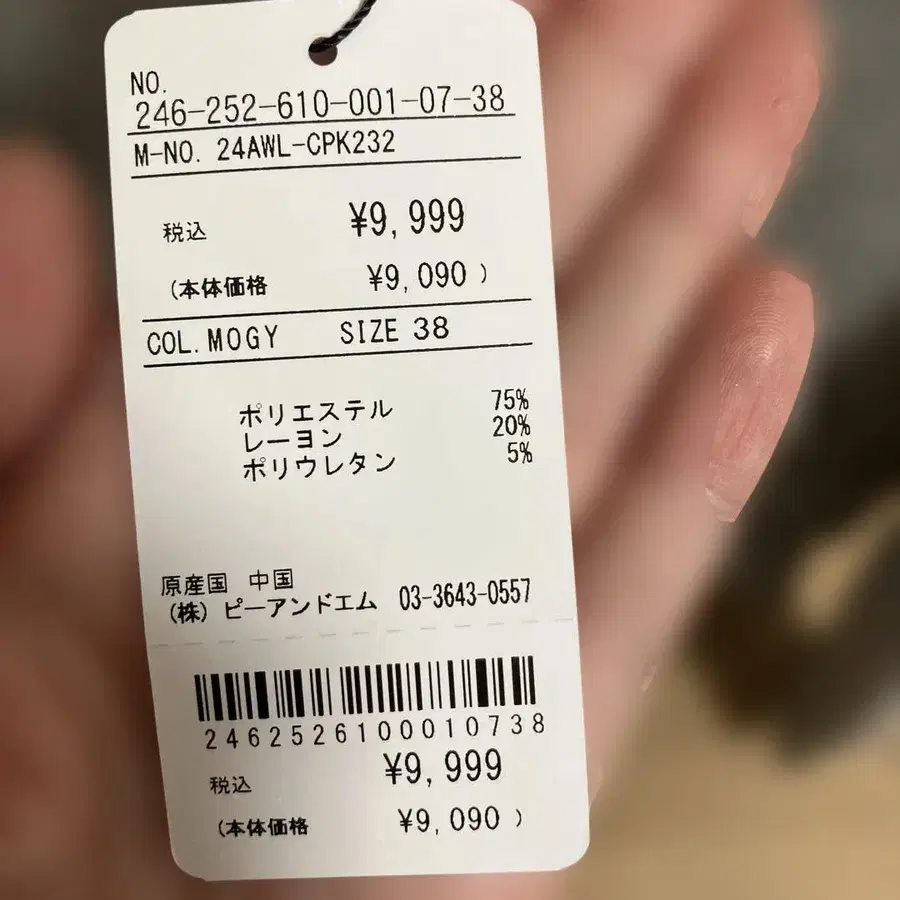 NO.
246-252-610-001-07-38
M-NO. 24AWL-CPK232
税込 ¥9,999
(本体価格 ¥9,090)
COL.MOGY SIZE 38
ポリエステル 75%
レーヨン 20%
ポリウレタン 5%
原産国 中国
(株)ピーアンドエム 03-3643-0557
2462526100010738
税込 ¥9,999
(本体価格 ¥9,090)